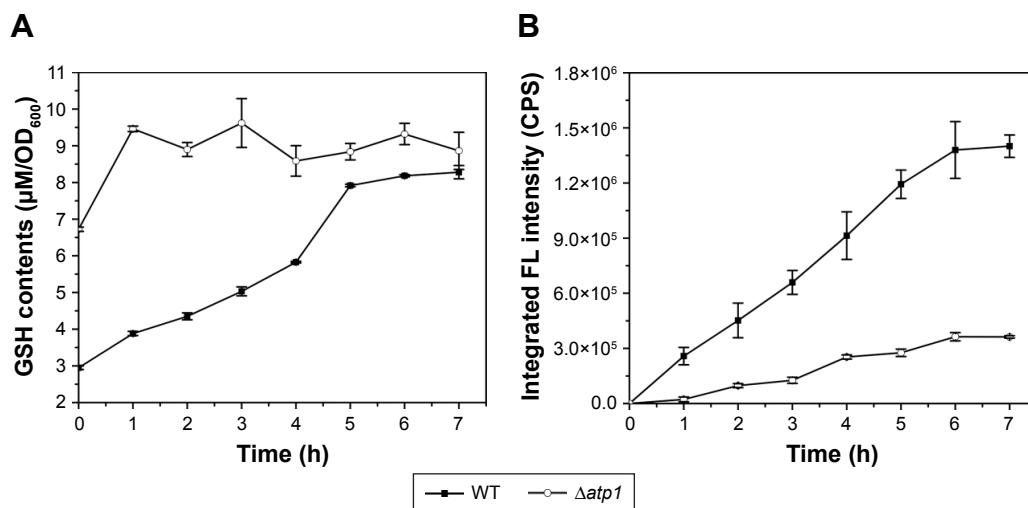 A
GSH contents (µM/OD₆₀₀)
11
10
9
8
7
6
5
4
3
2
0 1 2 3 4 5 6 7
Time (h)
B
Integrated FL intensity (CPS)
1.8×10⁶
1.5×10⁶
1.2×10⁶
9.0×10⁵
6.0×10⁵
3.0×10⁵
0.0
0 1 2 3 4 5 6 7
Time (h)
WT Δatp1